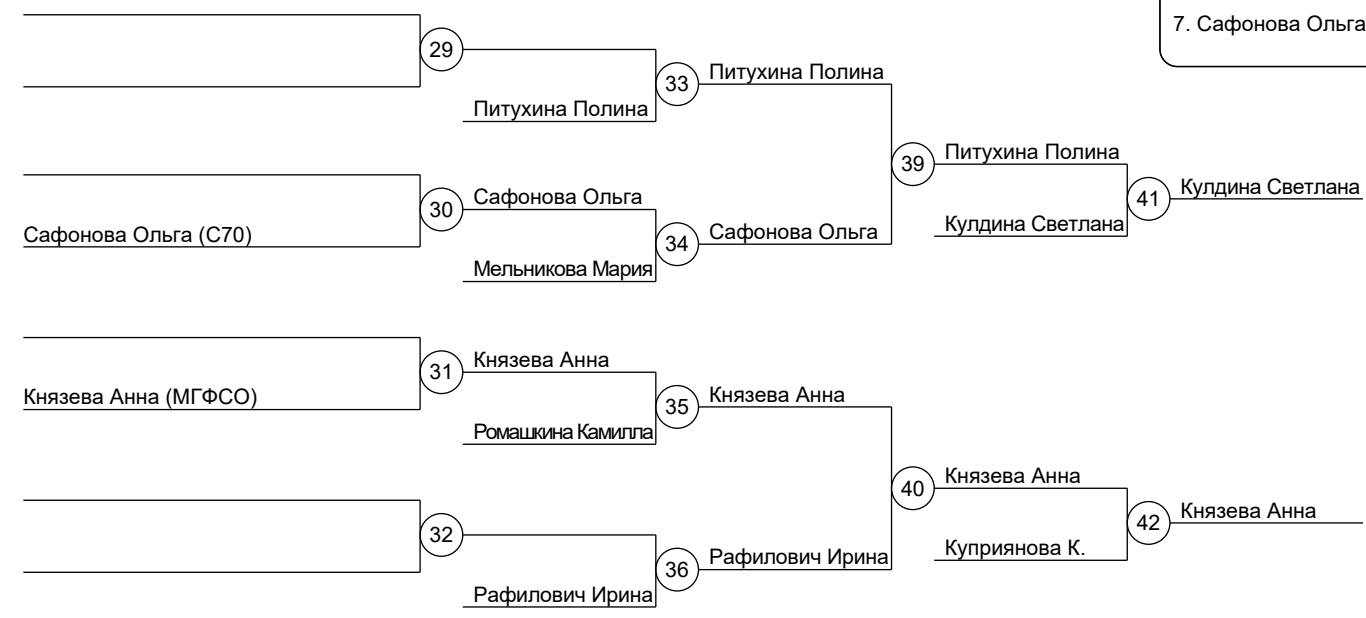 7. Сафонова Ольга
29
33
Питухина Полина
Питухина Полина
39
Питухина Полина
41
Кулдина Светлана
30
Сафонова Ольга
Сафонова Ольга (С70)
34
Сафонова Ольга
Кулдина Светлана
Мельникова Мария
31
Князева Анна
Князева Анна (МГФСО)
35
Князева Анна
Ромашкина Камилла
40
Князева Анна
42
Князева Анна
32
36
Рафилович Ирина
Куприянова К.
Рафилович Ирина